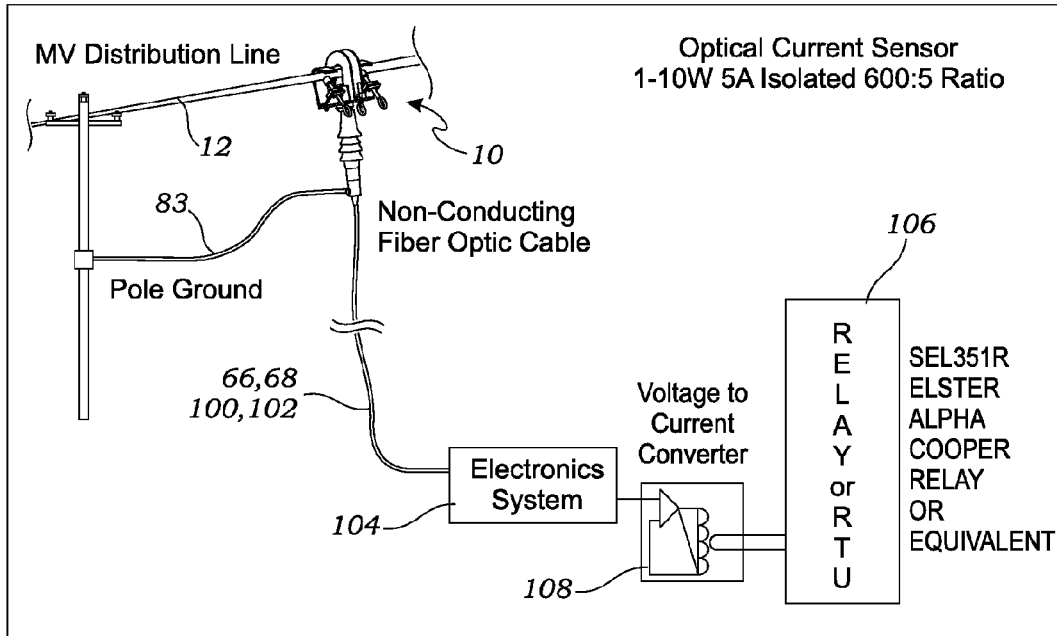 MV Distribution Line
Optical Current Sensor
1-10W 5A Isolated 600:5 Ratio
12
10
83
Non-Conducting
Fiber Optic Cable
Pole Ground
106
66,68
100,102
Voltage to
Current
Converter
Electronics
System
104
108
RELAY or RTU
SEL351R
ELSTER
ALPHA
COOPER
RELAY
OR
EQUIVALENT